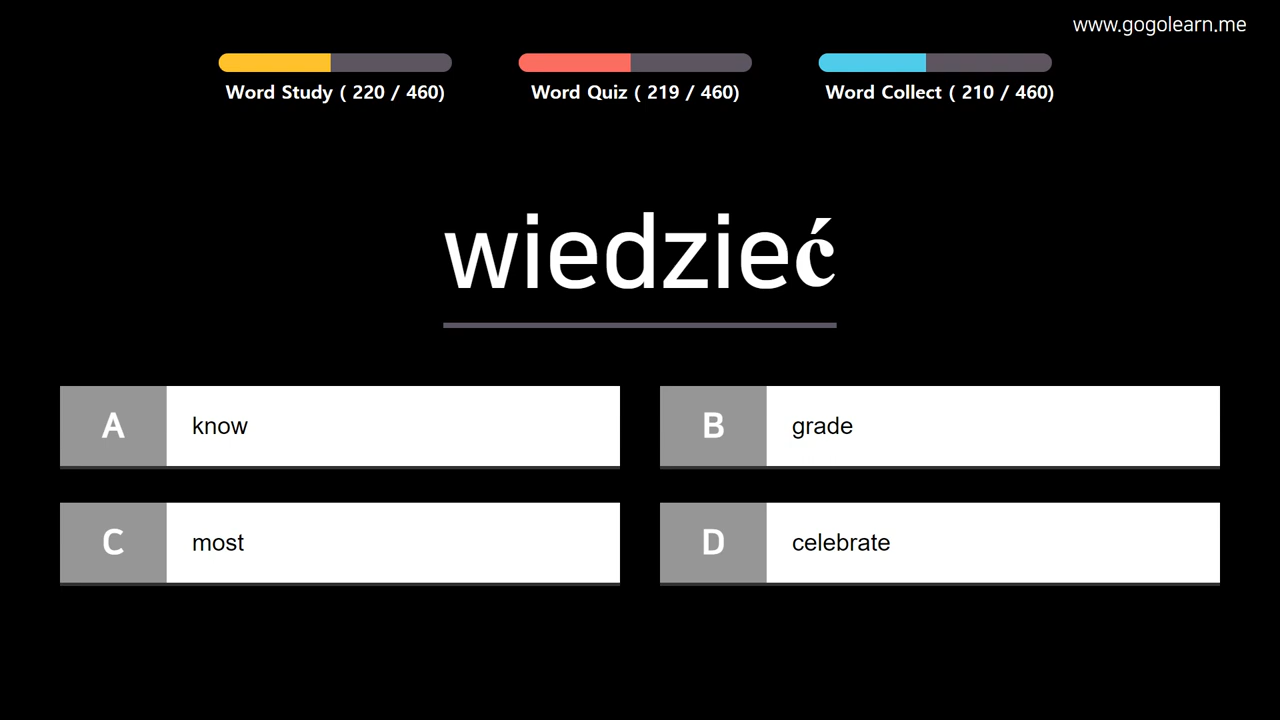 www.gogolearn.me
Word Study ( 220 / 460)
Word Quiz ( 219 / 460)
Word Collect ( 210 / 460)
wiedzieć
A know
B grade
C most
D celebrate